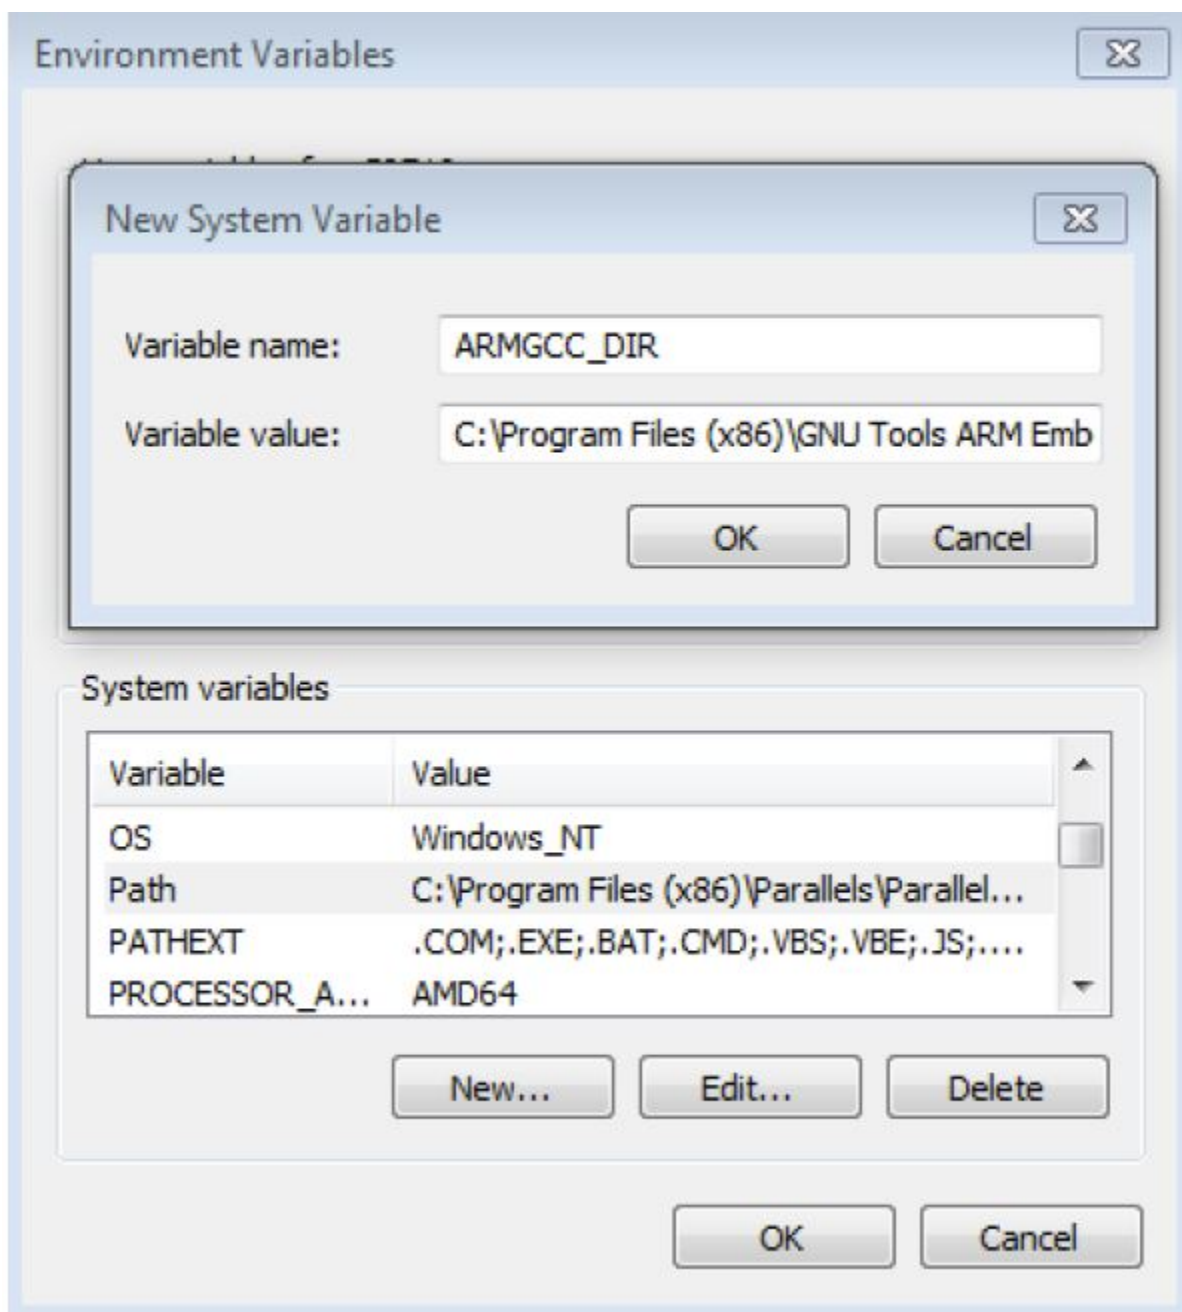 Environment Variables
New System Variable
Variable name: ARMGCC_DIR
Variable value: C:\Program Files (x86)\GNU Tools ARM Emb
OK Cancel
System variables
Variable Value
OS Windows_NT
Path C:\Program Files (x86)\Parallels\Parallel...
PATHEXT .COM;.EXE;.BAT;.CMD;.VBS;.VBE;.JS;....
PROCESSOR_A... AMD64
New... Edit... Delete
OK Cancel